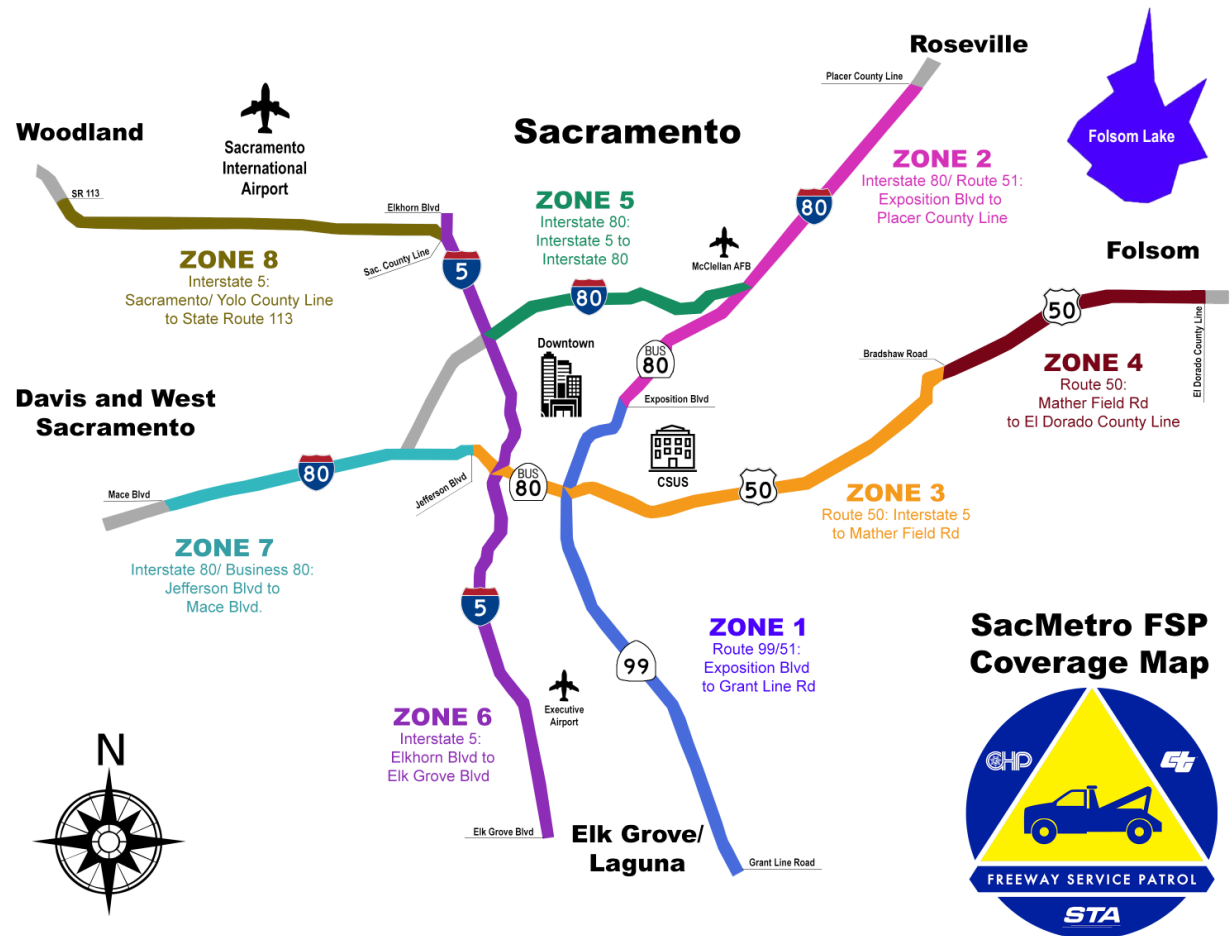 Roseville
Placer County Line
Folsom Lake
Woodland
SR 113
Sacramento
International
Airport
Sacramento
ZONE 2
Interstate 80/ Route 51:
Exposition Blvd to
Placer County Line
80
ZONE 5
Interstate 80:
Interstate 5 to
Interstate 80
Elkhorn Blvd
Sac. County Line
5
McClellan AFB
Folsom
ZONE 8
Interstate 5:
Sacramento/ Yolo County Line
to State Route 113
80
50
El Dorado County Line
Downtown
BUS
80
Bradshaw Road
ZONE 4
Route 50:
Mather Field Rd
to El Dorado County Line
Davis and West
Sacramento
Exposition Blvd
CSUS
80
Mace Blvd
Jefferson Blvd
BUS
80
50
ZONE 3
Route 50: Interstate 5
to Mather Field Rd
ZONE 7
Interstate 80/ Business 80:
Jefferson Blvd to
Mace Blvd.
5
ZONE 1
Route 99/51:
Exposition Blvd
to Grant Line Rd
99
SacMetro FSP
Coverage Map
Executive
Airport
ZONE 6
Interstate 5:
Elkhorn Blvd to
Elk Grove Blvd
N
Elk Grove Blvd
Elk Grove/
Laguna
Grant Line Road
CHP
Ct
FREEWAY SERVICE PATROL
STA